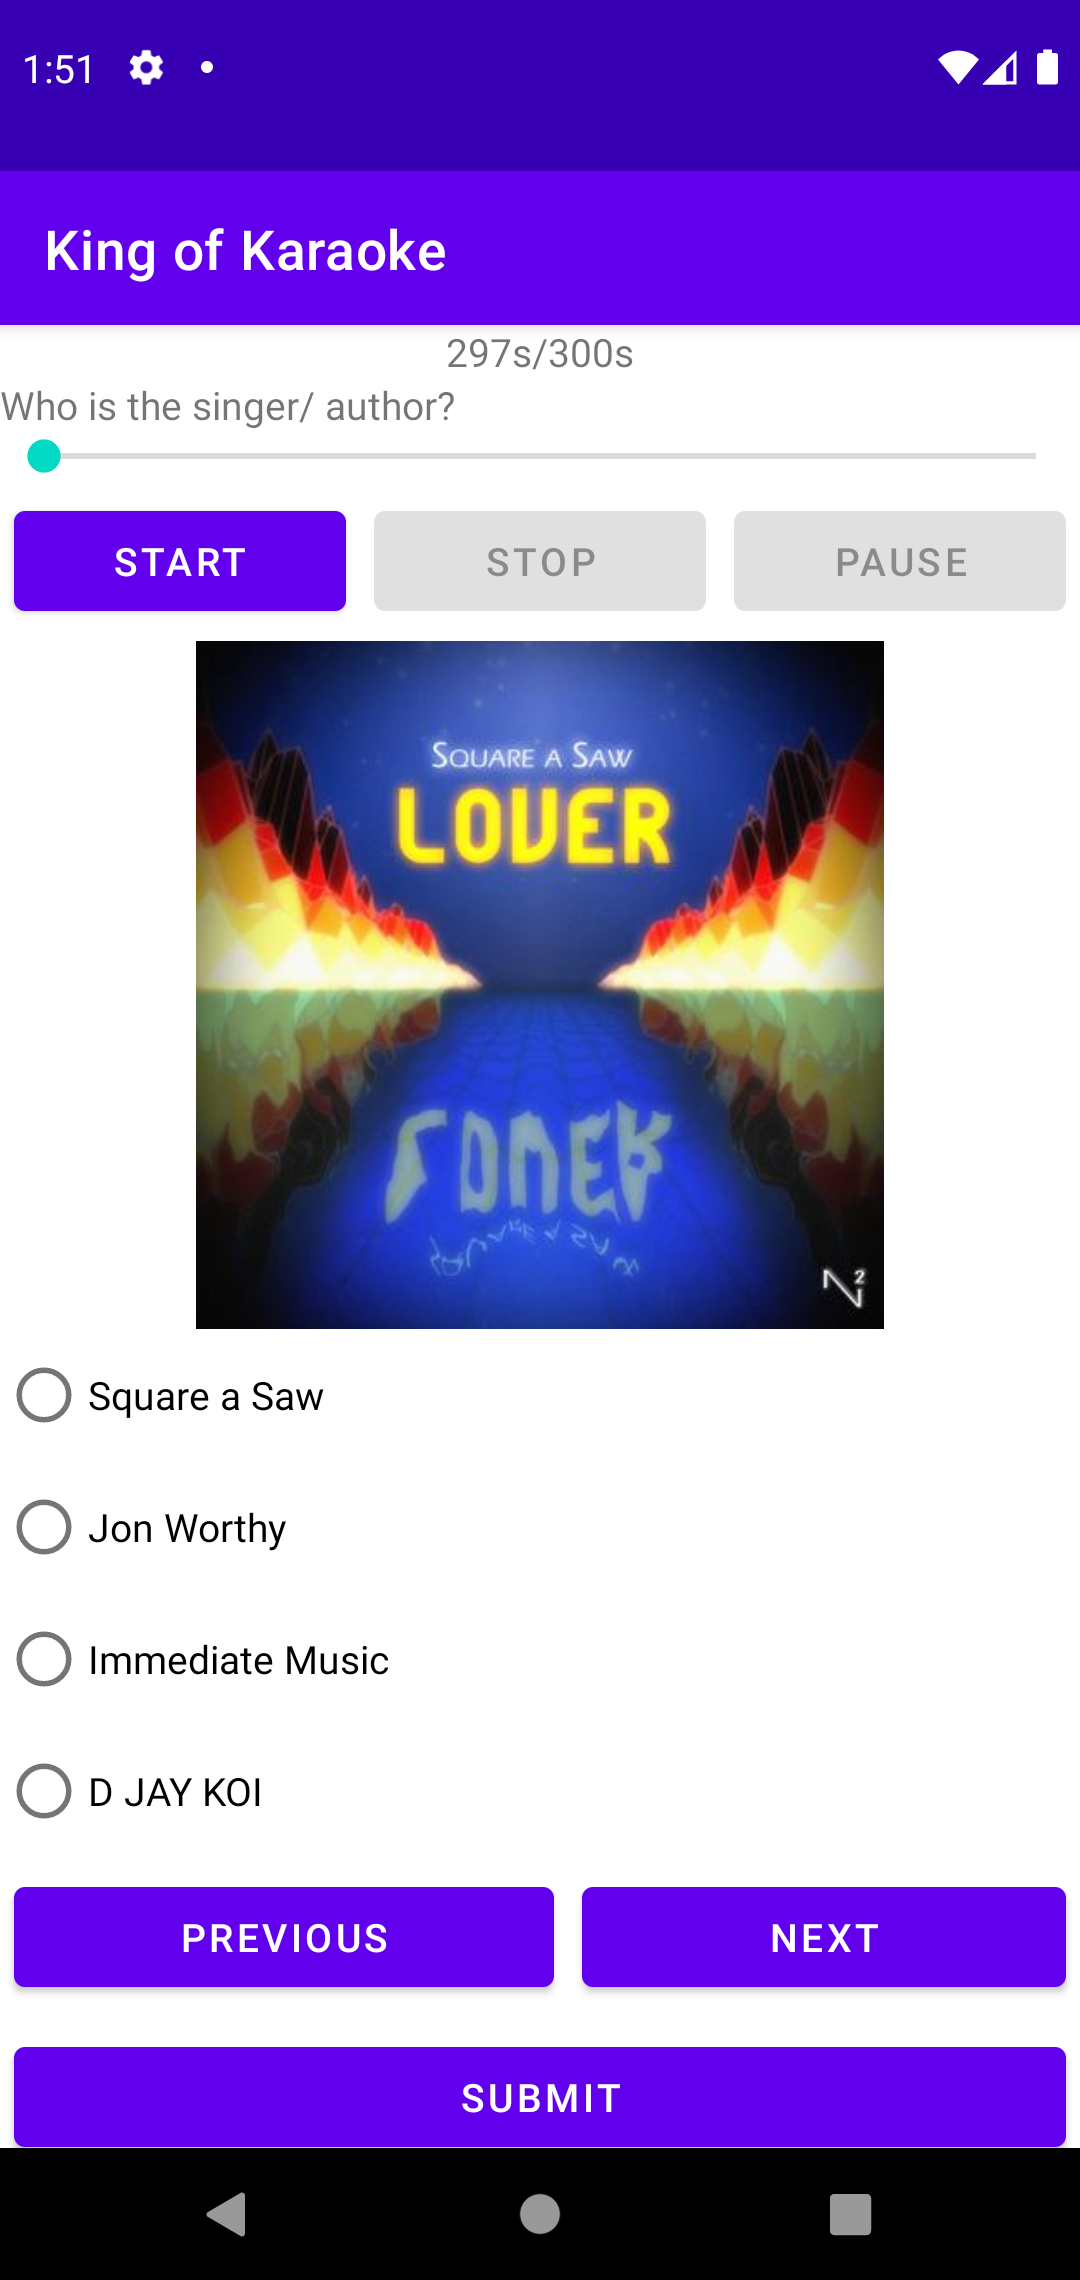 1:51
King of Karaoke
297s/300s
Who is the singer/ author?
START STOP PAUSE
SQUARE A SAW
LOVER
N²
Square a Saw
Jon Worthy
Immediate Music
D JAY KOI
PREVIOUS NEXT
SUBMIT